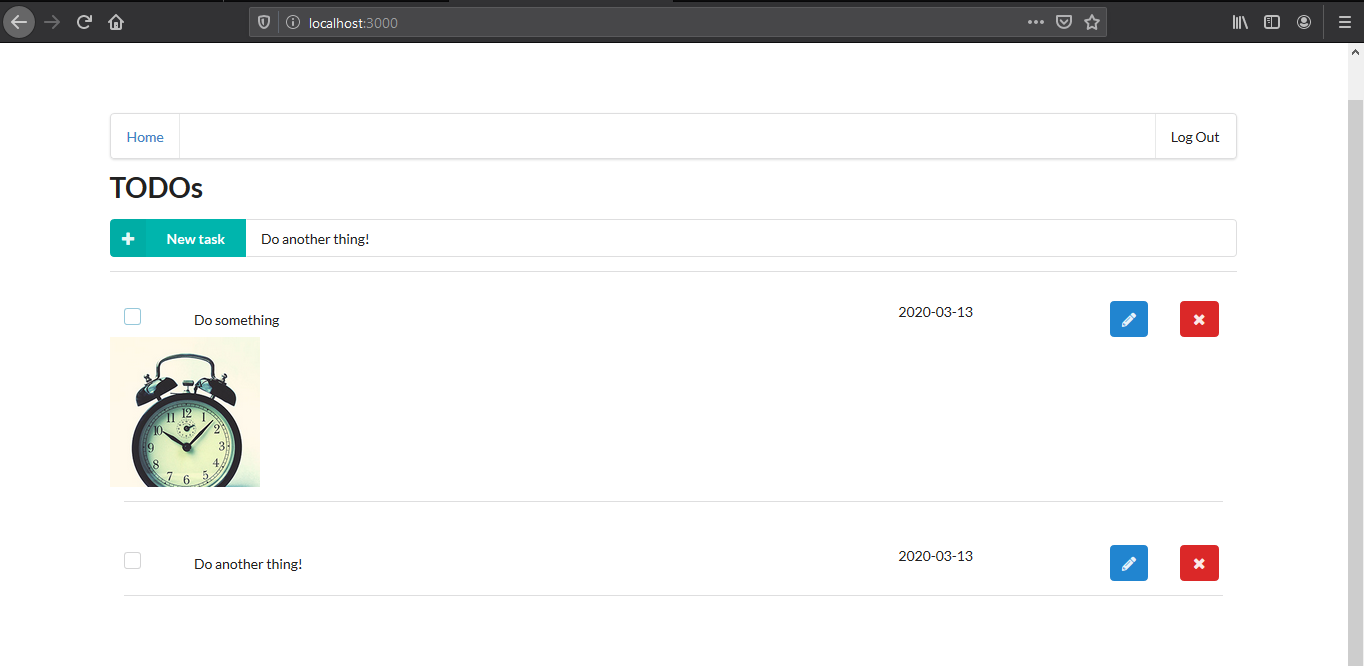 localhost:3000
Home
Log Out
TODOs
New task
Do another thing!
Do something
2020-03-13
11 12 1
10 2
9 3
8 4
7 6 5
Do another thing!
2020-03-13